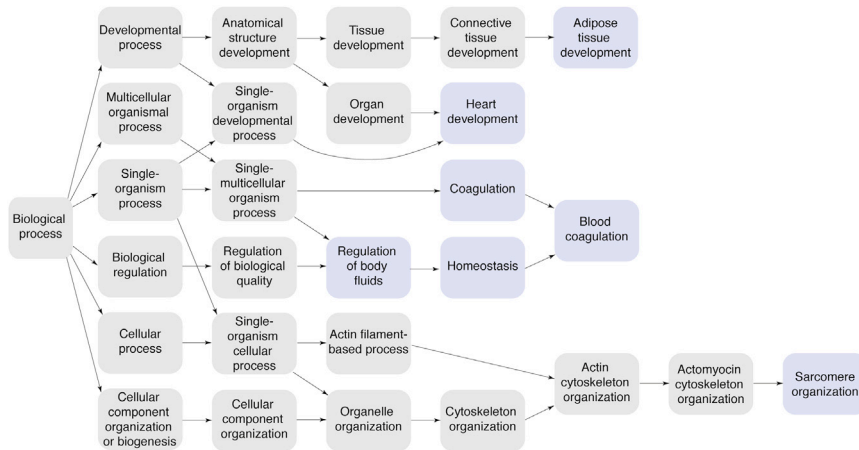 Developmental
process
Anatomical
structure
development
Tissue
development
Connective
tissue
development
Adipose
tissue
development
Multicellular
organismal
process
Single-
organism
developmental
process
Organ
development
Heart
development
Single-
organism
process
Single-
multicellular
organism
process
Coagulation
Biological
process
Blood
coagulation
Biological
regulation
Regulation
of biological
quality
Regulation
of body
fluids
Homeostasis
Cellular
process
Single-
organism
cellular
process
Actin filament-
based process
Actin
cytoskeleton
organization
Actomyocin
cytoskeleton
organization
Sarcomere
organization
Cellular
component
organization
or biogenesis
Cellular
component
organization
Organelle
organization
Cytoskeleton
organization